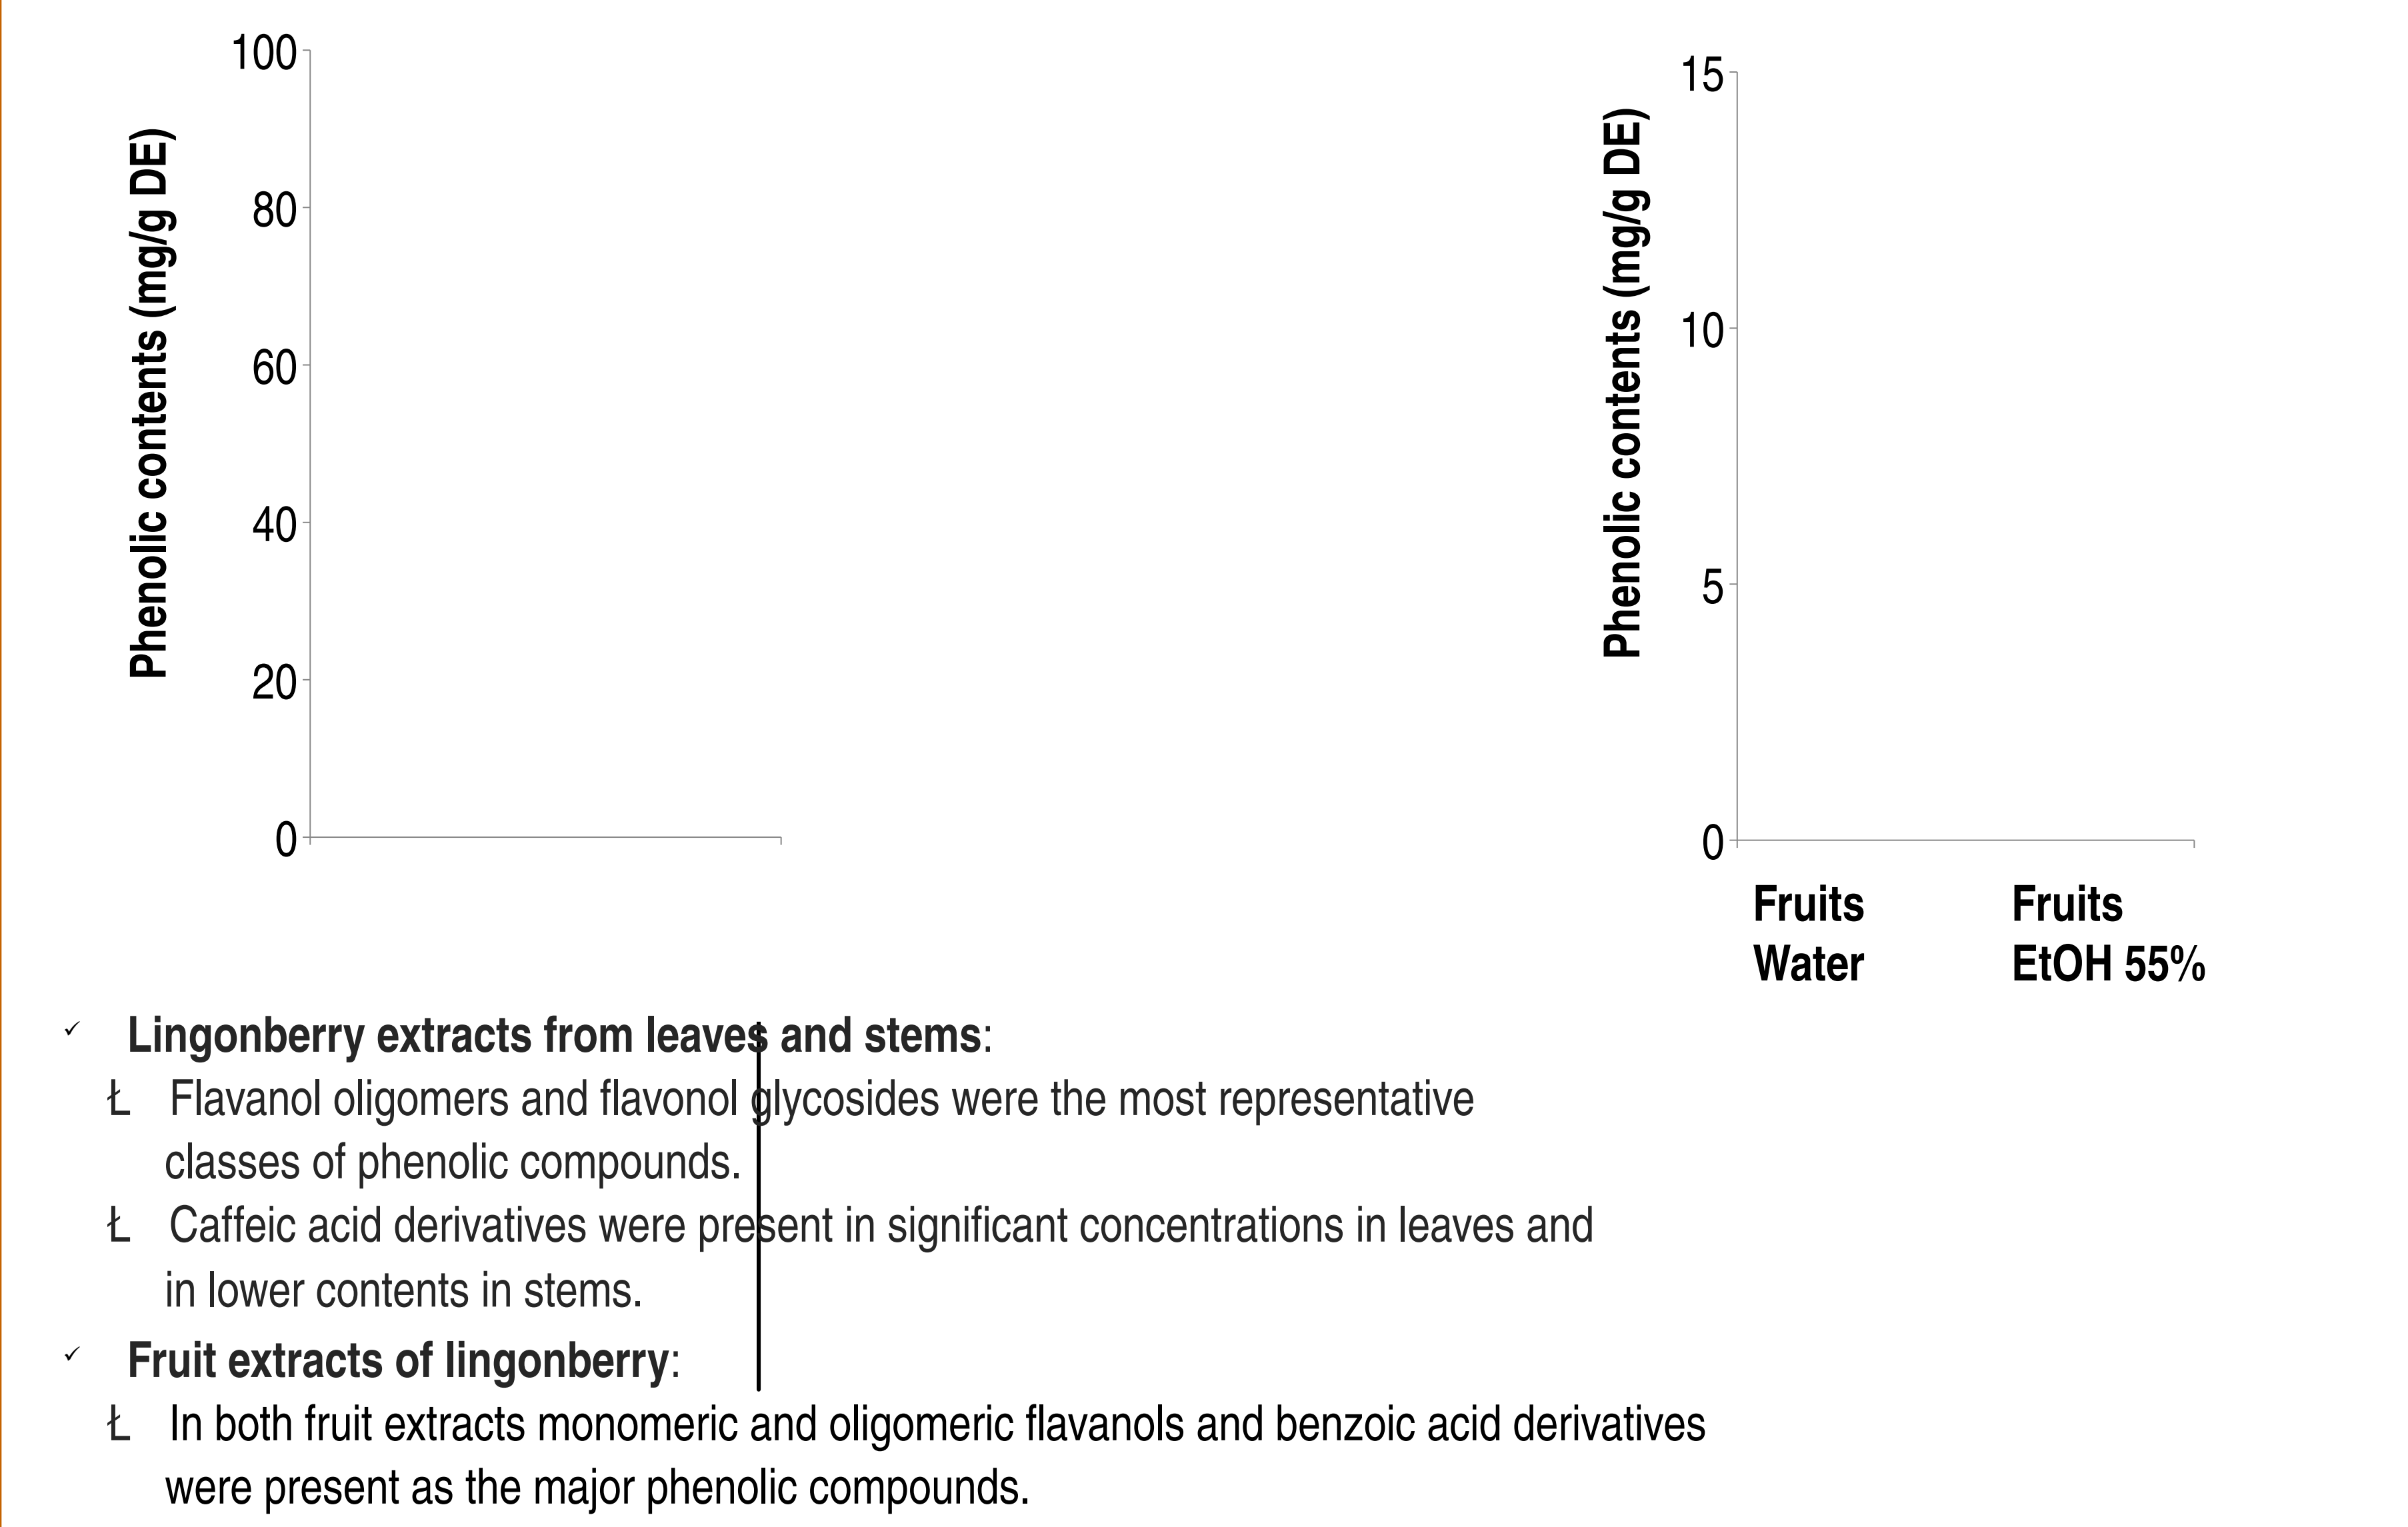 Phenolic contents (mg/g DE)
100
80
60
40
20
0
Phenolic contents (mg/g DE)
15
10
5
0
Fruits
Water
Fruits
EtOH 55%
✓ Lingonberry extracts from leaves and stems:
Ł Flavanol oligomers and flavonol glycosides were the most representative
classes of phenolic compounds.
Ł Caffeic acid derivatives were present in significant concentrations in leaves and
in lower contents in stems.
✓ Fruit extracts of lingonberry:
Ł In both fruit extracts monomeric and oligomeric flavanols and benzoic acid derivatives
were present as the major phenolic compounds.